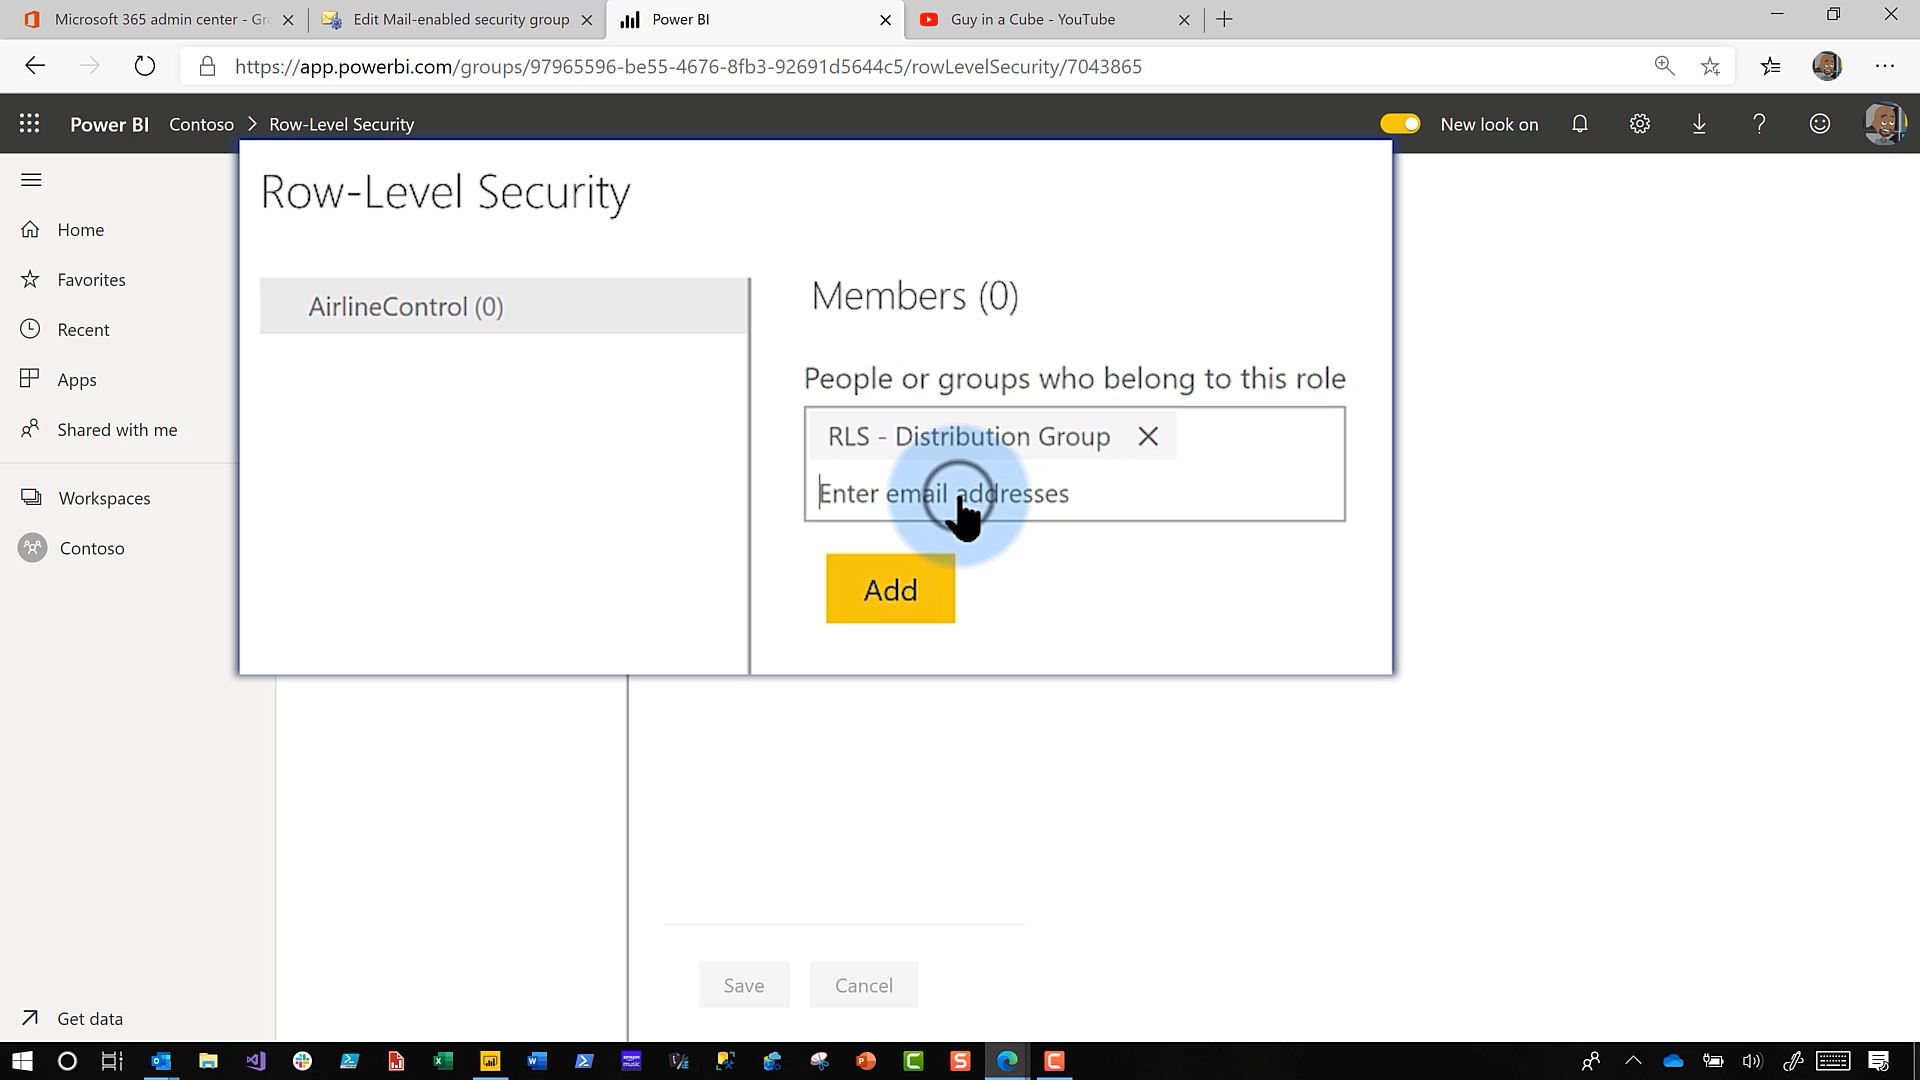 Microsoft 365 admin center - Gr
Edit Mail-enabled security group
Power BI
Guy in a Cube - YouTube
https://app.powerbi.com/groups/97965596-be55-4676-8fb3-92691d5644c5/rowLevelSecurity/7043865
Power BI Contoso > Row-Level Security
New look on
Home
Favorites
Recent
Apps
Shared with me
Workspaces
Contoso
Get data
Row-Level Security
AirlineControl (0)
Members (0)
People or groups who belong to this role
RLS - Distribution Group
Enter email addresses
Add
Save
Cancel